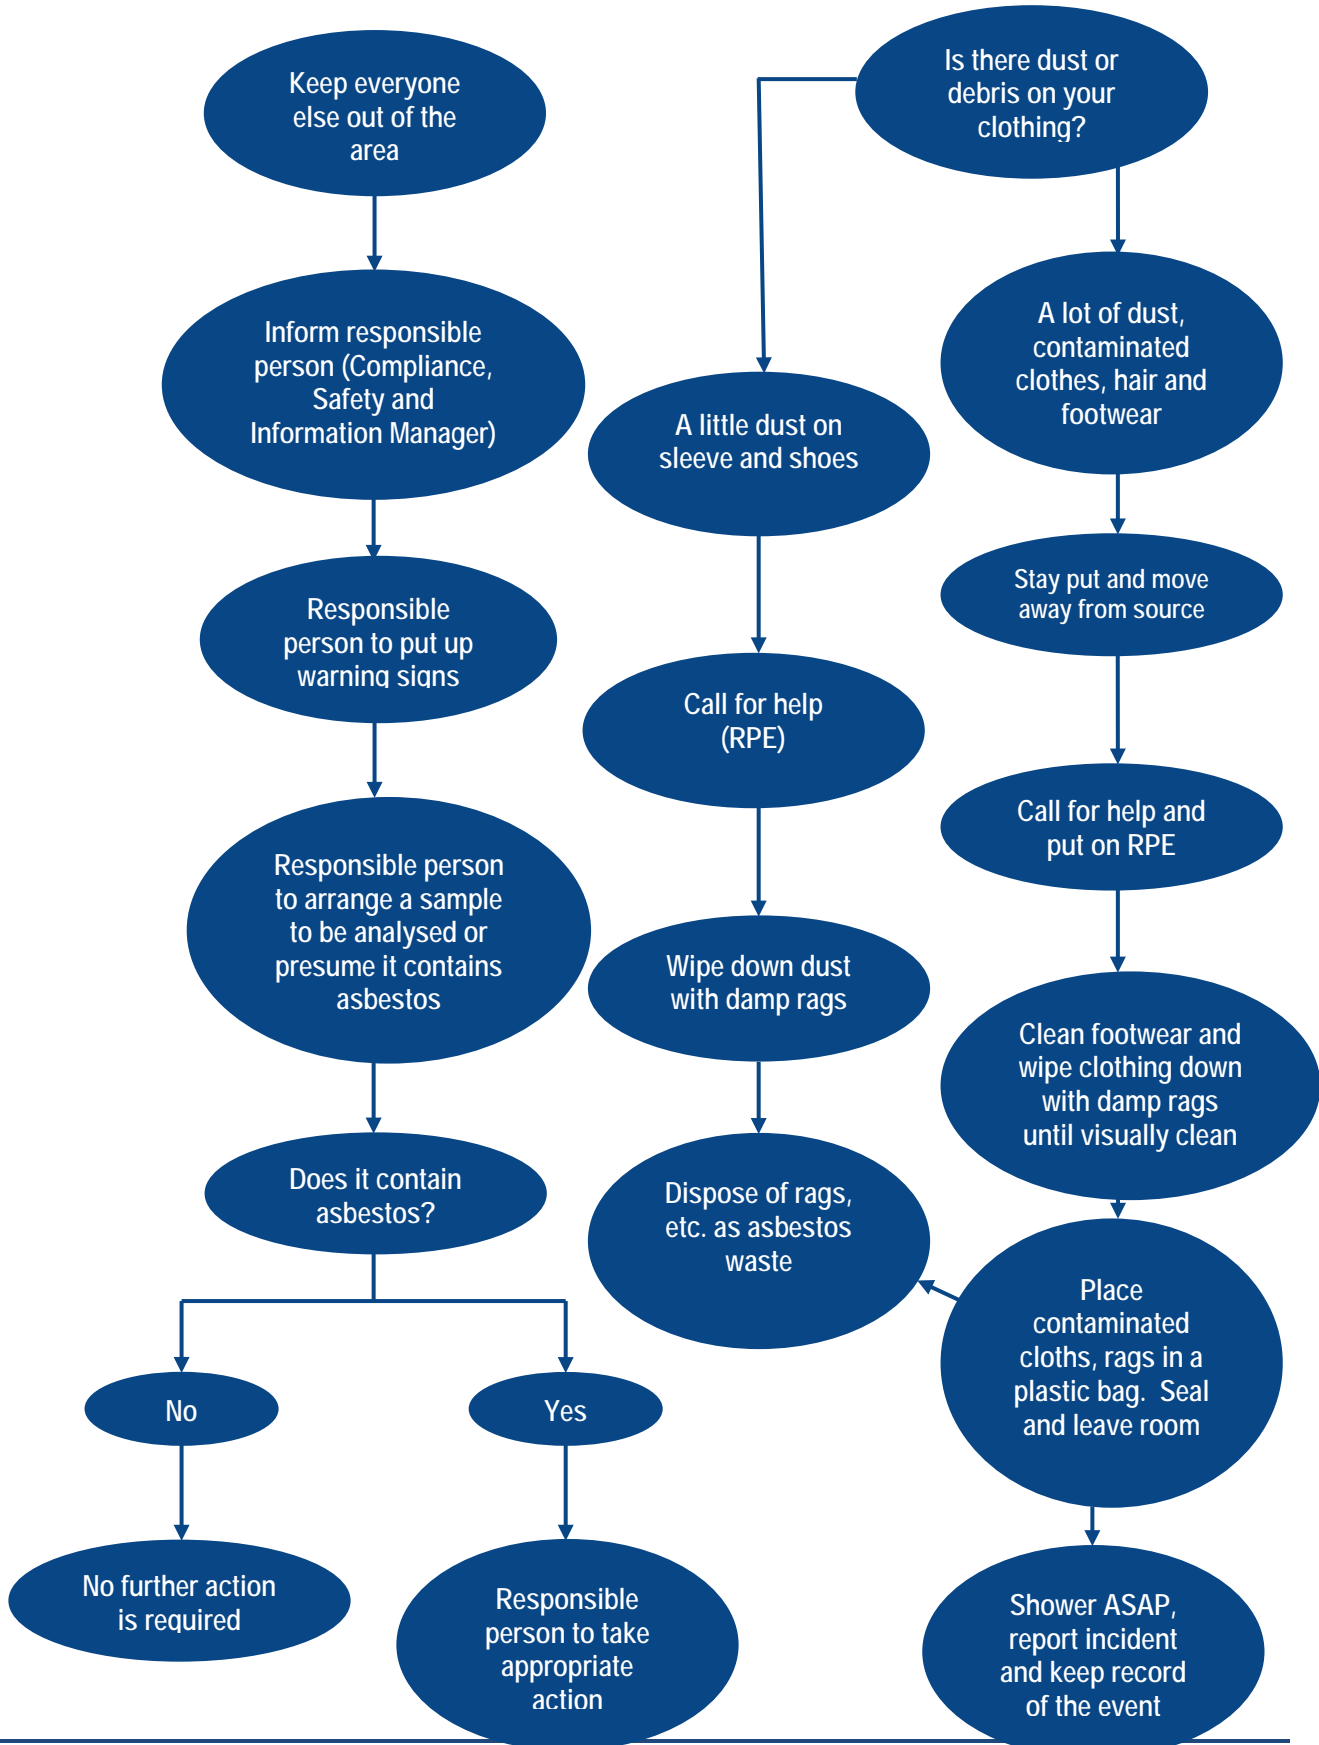 Keep everyone
else out of the
area
Inform responsible
person (Compliance,
Safety and
Information Manager)
Responsible
person to put up
warning signs
Responsible person
to arrange a sample
to be analysed or
presume it contains
asbestos
Does it contain
asbestos?
No
Yes
No further action
is required
Responsible
person to take
appropriate
action
Is there dust or
debris on your
clothing?
A little dust on
sleeve and shoes
Call for help
(RPE)
Wipe down dust
with damp rags
Dispose of rags,
etc. as asbestos
waste
A lot of dust,
contaminated
clothes, hair and
footwear
Stay put and move
away from source
Call for help and
put on RPE
Clean footwear and
wipe clothing down
with damp rags
until visually clean
Place
contaminated
cloths, rags in a
plastic bag.  Seal
and leave room
Shower ASAP,
report incident
and keep record
of the event